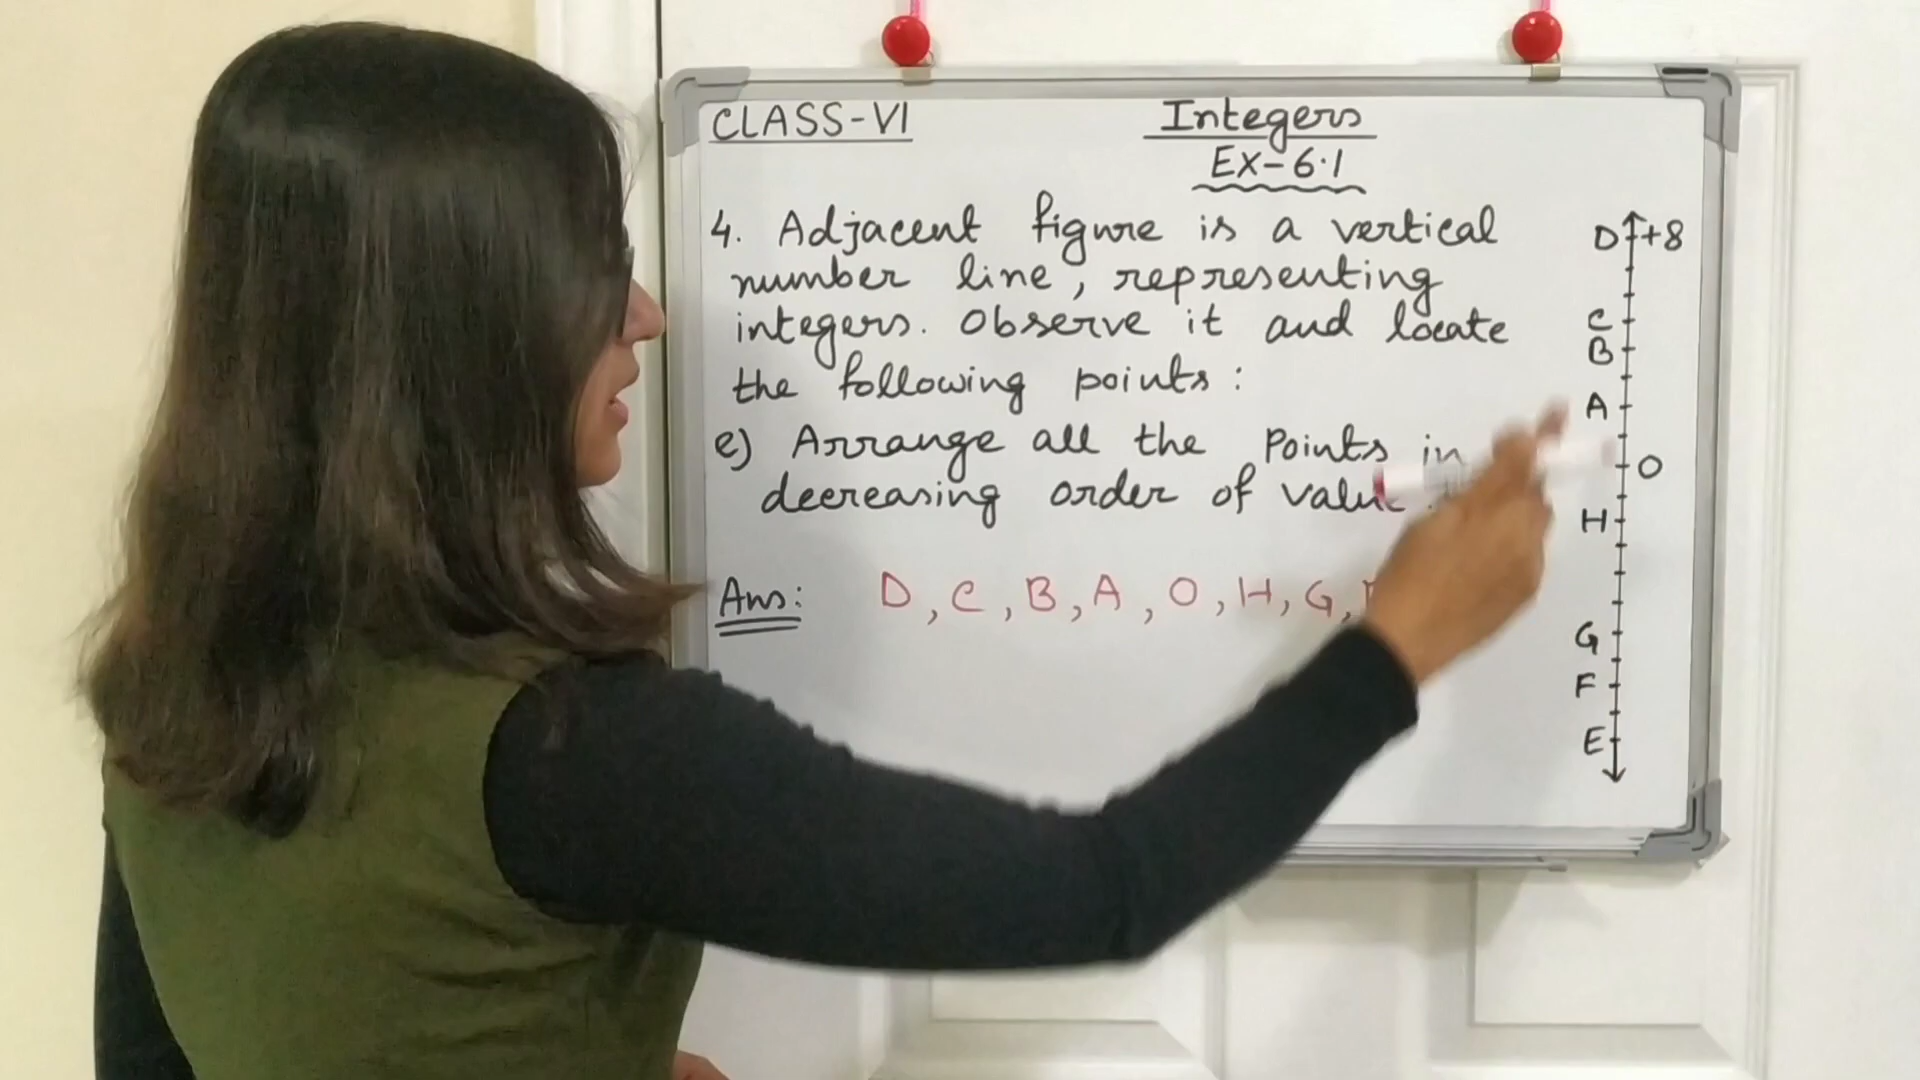 CLASS-VI
Integers
EX-6.1
4. Adjacent figure is a vertical
number line, representing
integers. Observe it and locate
the following points:
e) Arrange all the Points in
decreasing order of value
Ans: D, C, B, A, O, H, G,
D +8
C
B
A
O
H
G
F
E